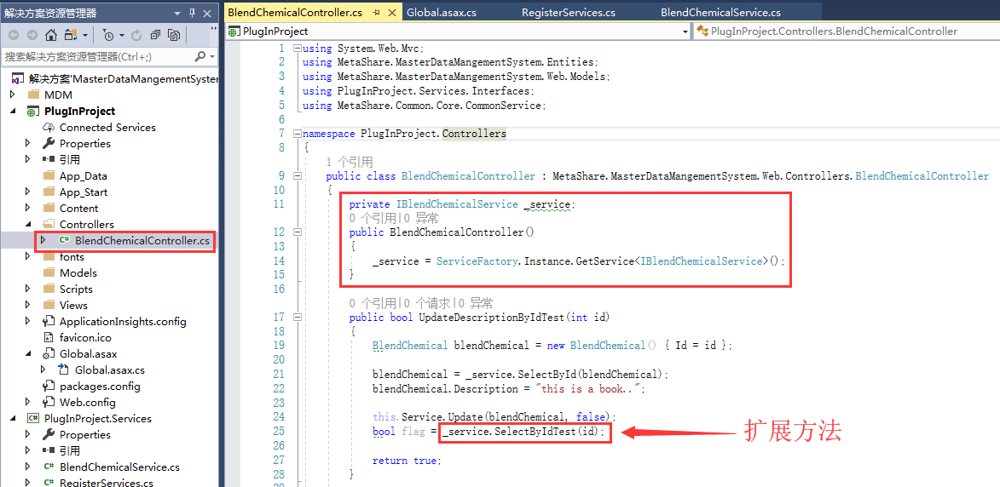 解决方案资源管理器
搜索解决方案资源管理器(Ctrl+;)
解决方案'MasterDataMangementSystem
MDM
PlugInProject
Connected Services
Properties
引用
App_Data
App_Start
Content
Controllers
BlendChemicalController.cs
fonts
Models
Scripts
Views
ApplicationInsights.config
favicon.ico
Global.asax
Global.asax.cs
packages.config
Web.config
PlugInProject.Services
Properties
引用
BlendChemicalService.cs
RegisterServices.cs
BlendChemicalController.cs
Global.asax.cs
RegisterServices.cs
BlendChemicalService.cs
PlugInProject
PlugInProject.Controllers.BlendChemicalController
1 using System.Web.Mvc;
2 using MetaShare.MasterDataMangementSystem.Entities;
3 using MetaShare.MasterDataMangementSystem.Web.Models;
4 using PlugInProject.Services.Interfaces;
5 using MetaShare.Common.Core.CommonService;
6
7 namespace PlugInProject.Controllers
8 {
1 个引用
9 public class BlendChemicalController : MetaShare.MasterDataMangementSystem.Web.Controllers.BlendChemicalController
10 {
11 private IBlendChemicalService _service;
0 个引用|0 异常
12 public BlendChemicalController()
13 {
14 _service = ServiceFactory.Instance.GetService<IBlendChemicalService>();
15 }
16
0 个引用|0 个请求|0 异常
17 public bool UpdateDescriptionByIdTest(int id)
18 {
19 BlendChemical blendChemical = new BlendChemical() { Id = id };
20
21 blendChemical = _service.SelectById(blendChemical);
22 blendChemical.Description = "this is a book..";
23
24 this.Service.Update(blendChemical, false);
25 bool flag = _service.SelectByIdTest(id);
扩展方法
26
27 return true;
28 }